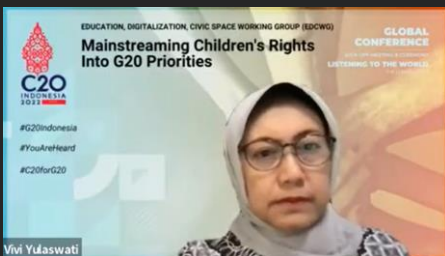 EDUCATION, DIGITALIZATION, CIVIC SPACE WORKING GROUP (EDCWG)
Mainstreaming Children's Rights
Into G20 Priorities
GLOBAL
CONFERENCE
LISTENING TO THE WORLD
C20
INDONESIA
2022
#G20Indonesia
#YouAreHeard
#C20forG20
Vivi Yulaswati